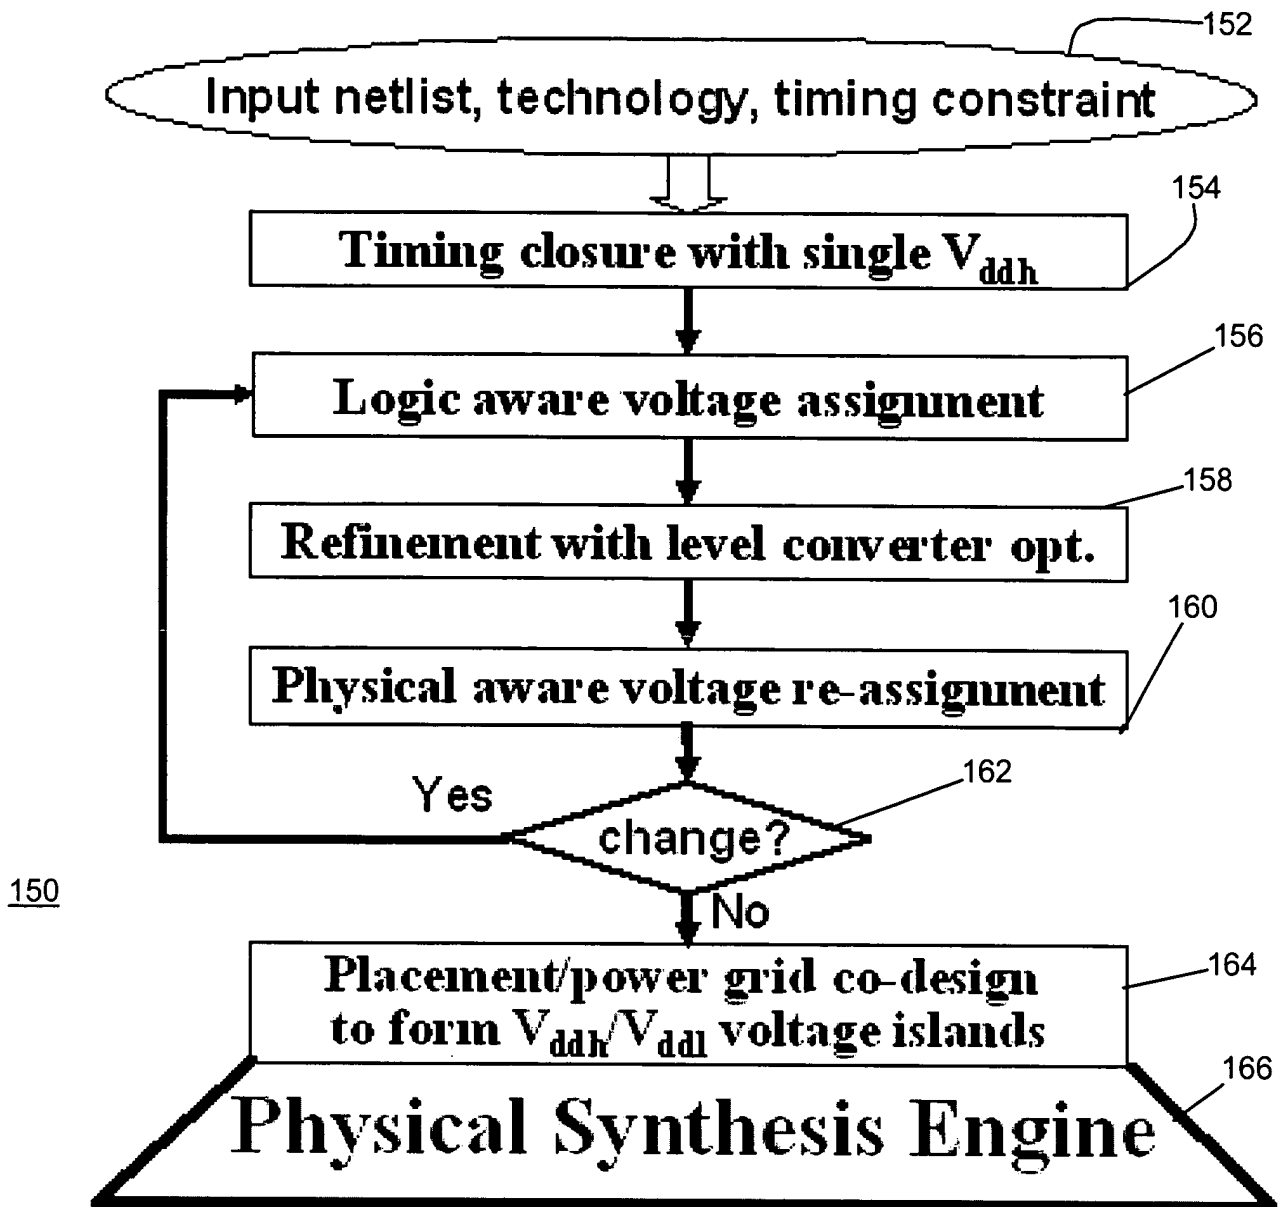 152
Input netlist, technology, timing constraint
154
Timing closure with single Vddh
156
Logic aware voltage assignment
158
Refinement with level converter opt.
160
Physical aware voltage re-assignment
162
Yes
change?
150
No
164
Placement/power grid co-design
to form Vddh/Vddl voltage islands
166
Physical Synthesis Engine